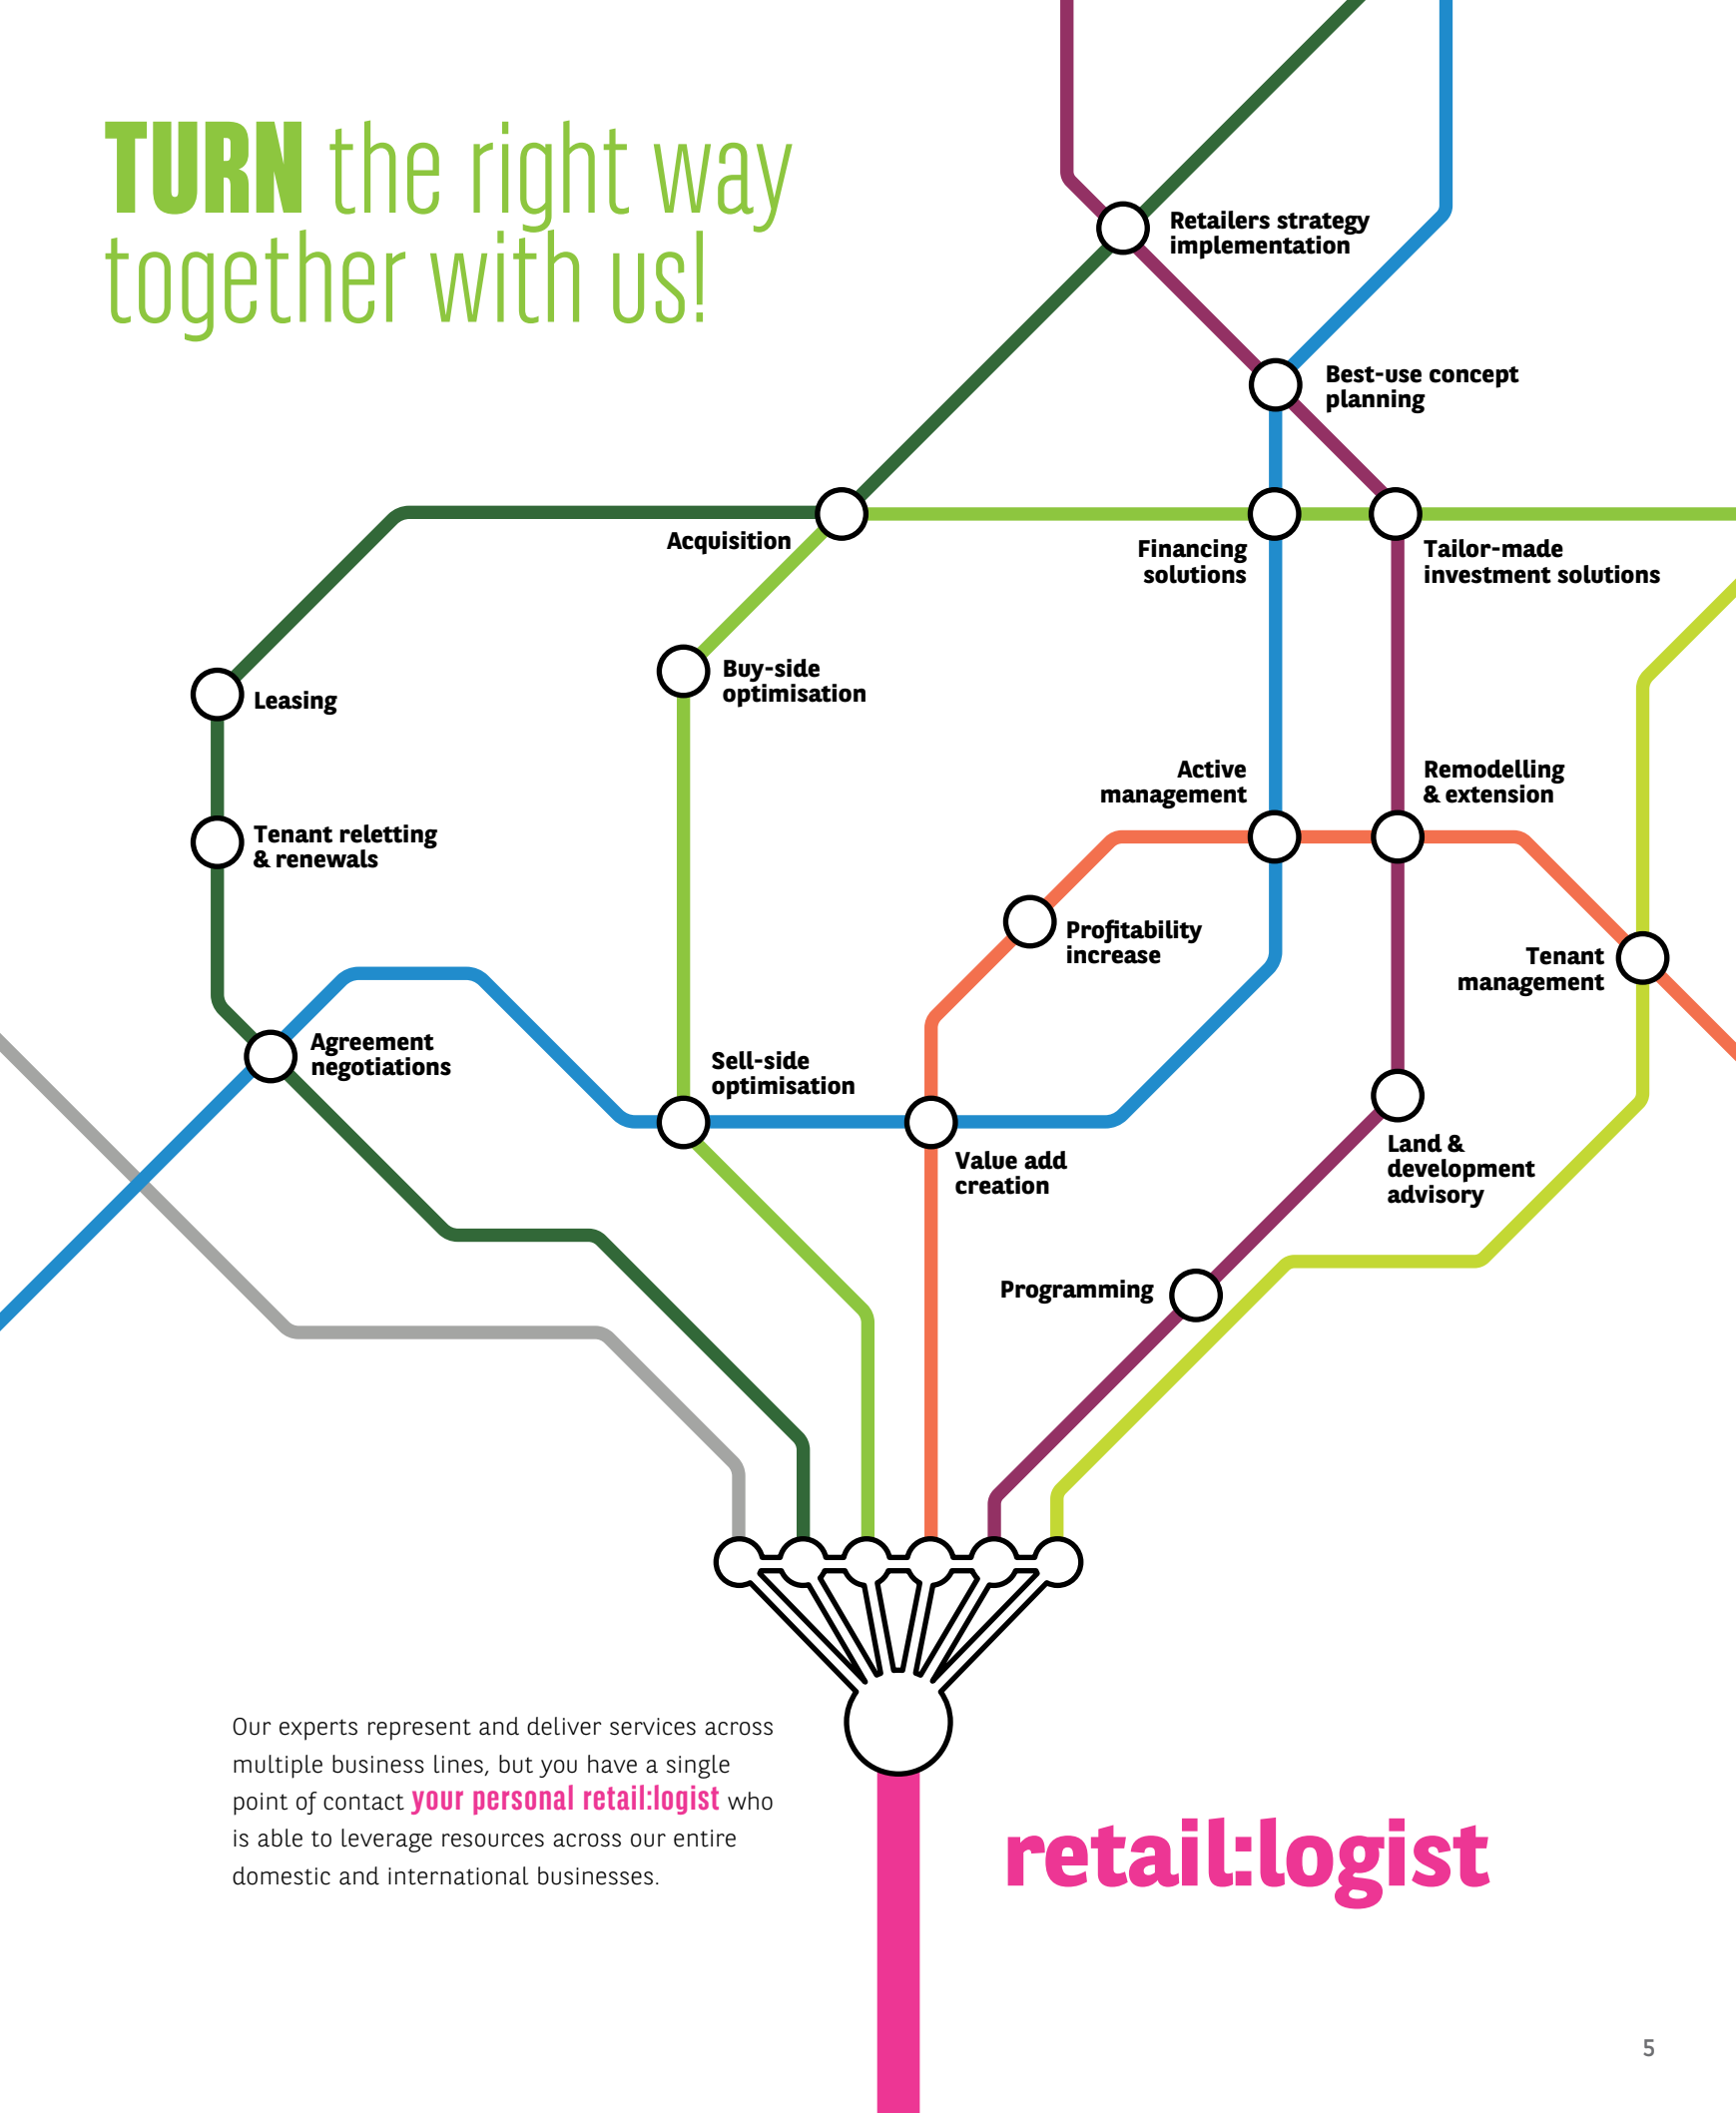 TURN the right way
together with us!
Retailers strategy
implementation
Best-use concept
planning
Acquisition
Financing
solutions
Tailor-made
investment solutions
Buy-side
optimisation
Leasing
Active
management
Remodelling
& extension
Tenant reletting
& renewals
Profitability
increase
Tenant
management
Agreement
negotiations
Sell-side
optimisation
Value add
creation
Land &
development
advisory
Programming
Our experts represent and deliver services across
multiple business lines, but you have a single
point of contact your personal retail:logist who
is able to leverage resources across our entire
domestic and international businesses.
retail:logist
5